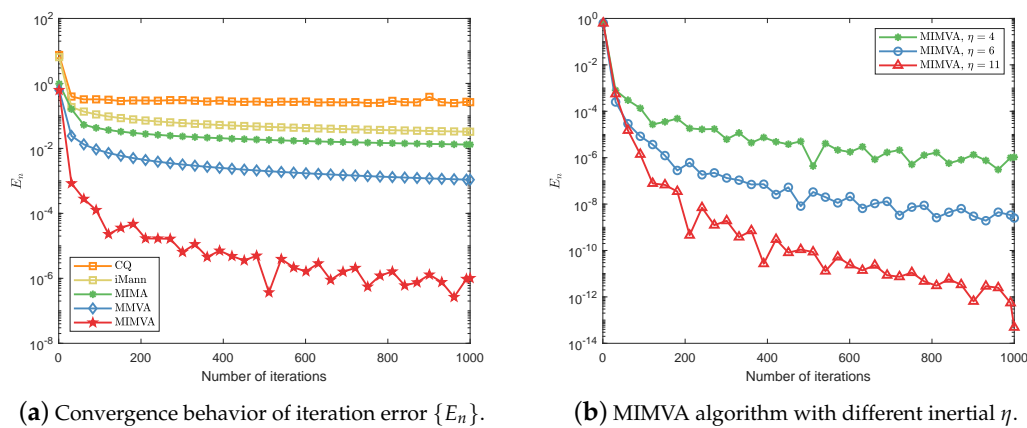 10^2
10^0
10^-2
10^-4
10^-6
10^-8
E_n
CQ
iMann
MIMA
MMVA
MIMVA
0 200 400 600 800 1000
Number of iterations
(a) Convergence behavior of iteration error {E_n}.
10^0
10^-2
10^-4
10^-6
10^-8
10^-10
10^-12
10^-14
E_n
MIMVA, η = 4
MIMVA, η = 6
MIMVA, η = 11
0 200 400 600 800 1000
Number of iterations
(b) MIMVA algorithm with different inertial η.